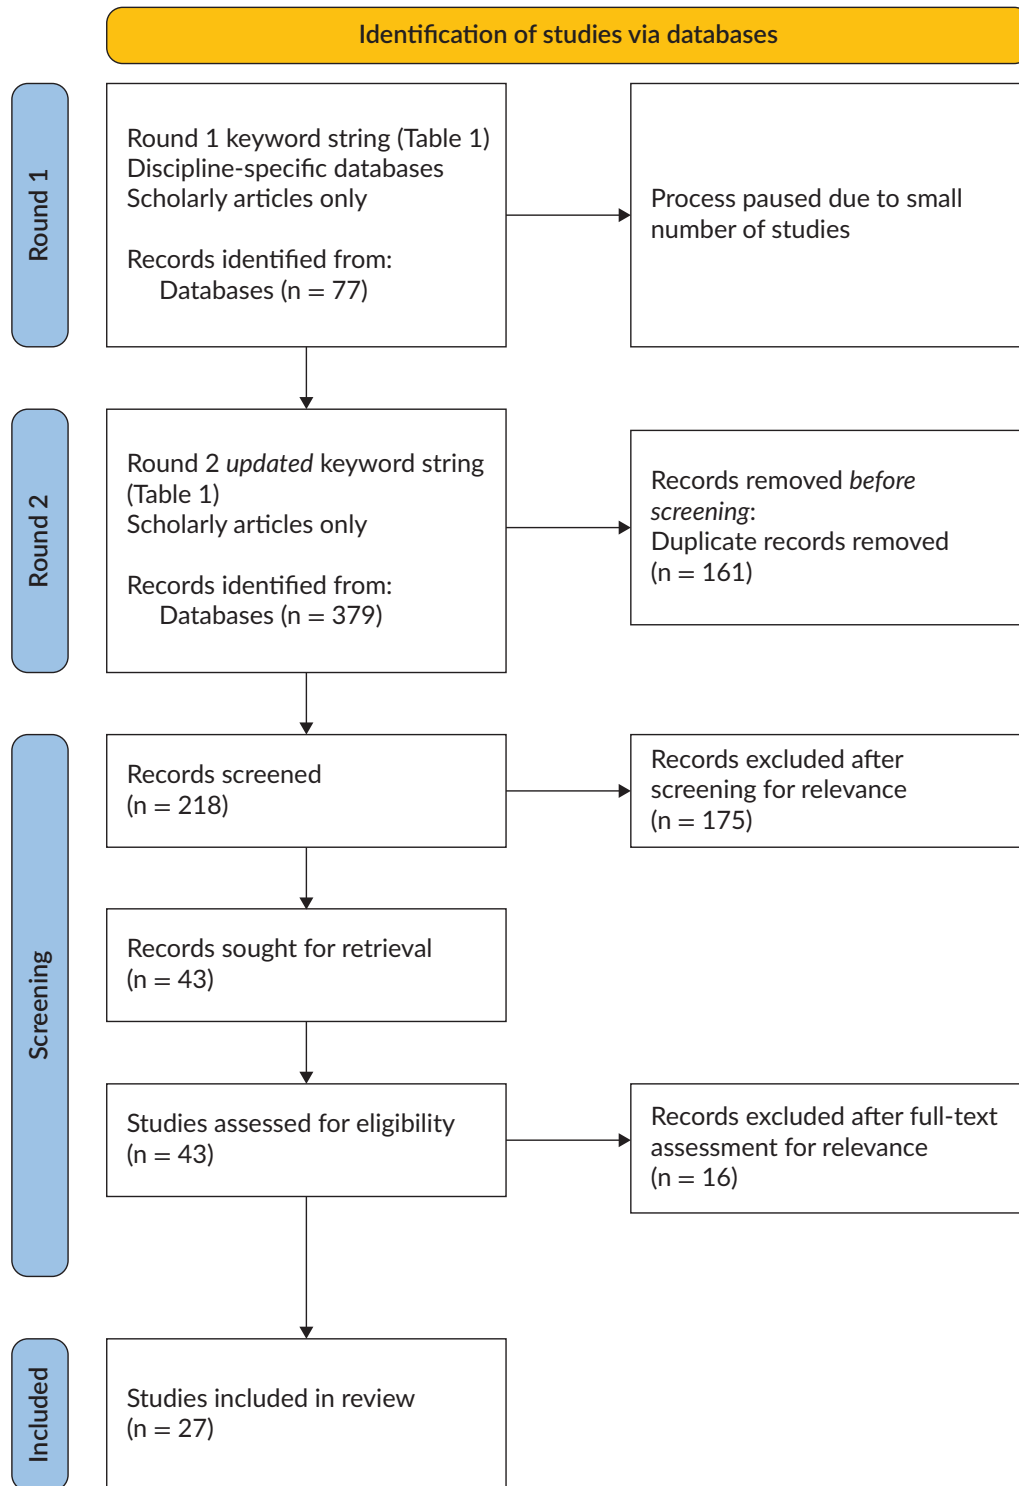 Identification of studies via databases
Round 1
Round 1 keyword string (Table 1)
Discipline-specific databases
Scholarly articles only
Records identified from:
Databases (n = 77)
Process paused due to small
number of studies
Round 2
Round 2 updated keyword string
(Table 1)
Scholarly articles only
Records identified from:
Databases (n = 379)
Records removed before
screening:
Duplicate records removed
(n = 161)
Screening
Records screened
(n = 218)
Records excluded after
screening for relevance
(n = 175)
Records sought for retrieval
(n = 43)
Studies assessed for eligibility
(n = 43)
Records excluded after full-text
assessment for relevance
(n = 16)
Included
Studies included in review
(n = 27)